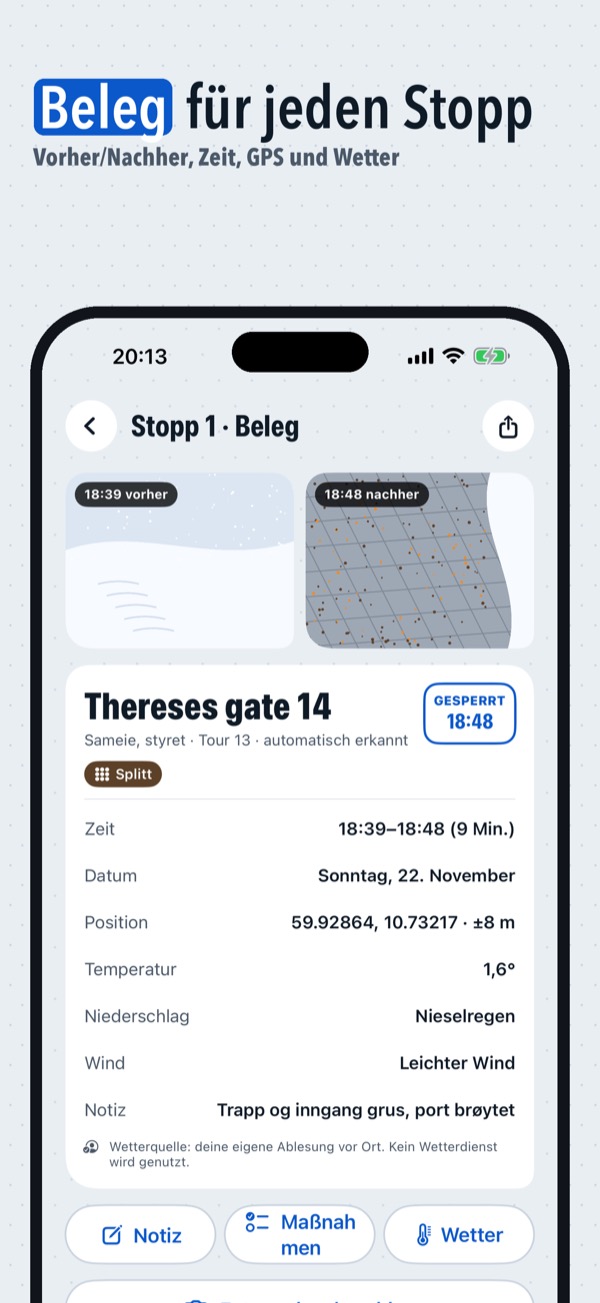 Beleg für jeden Stopp
Vorher/Nachher, Zeit, GPS und Wetter
20:13
Stopp 1 · Beleg
18:39 vorher
18:48 nachher
Thereses gate 14
GESPERRT
18:48
Sameie, styret · Tour 13 · automatisch erkannt
Splitt
Zeit 18:39–18:48 (9 Min.)
Datum Sonntag, 22. November
Position 59.92864, 10.73217 · ±8 m
Temperatur 1,6°
Niederschlag Nieselregen
Wind Leichter Wind
Notiz Trapp og inngang grus, port brøytet
Wetterquelle: deine eigene Ablesung vor Ort. Kein Wetterdienst
wird genutzt.
Notiz
Maßnah
men
Wetter